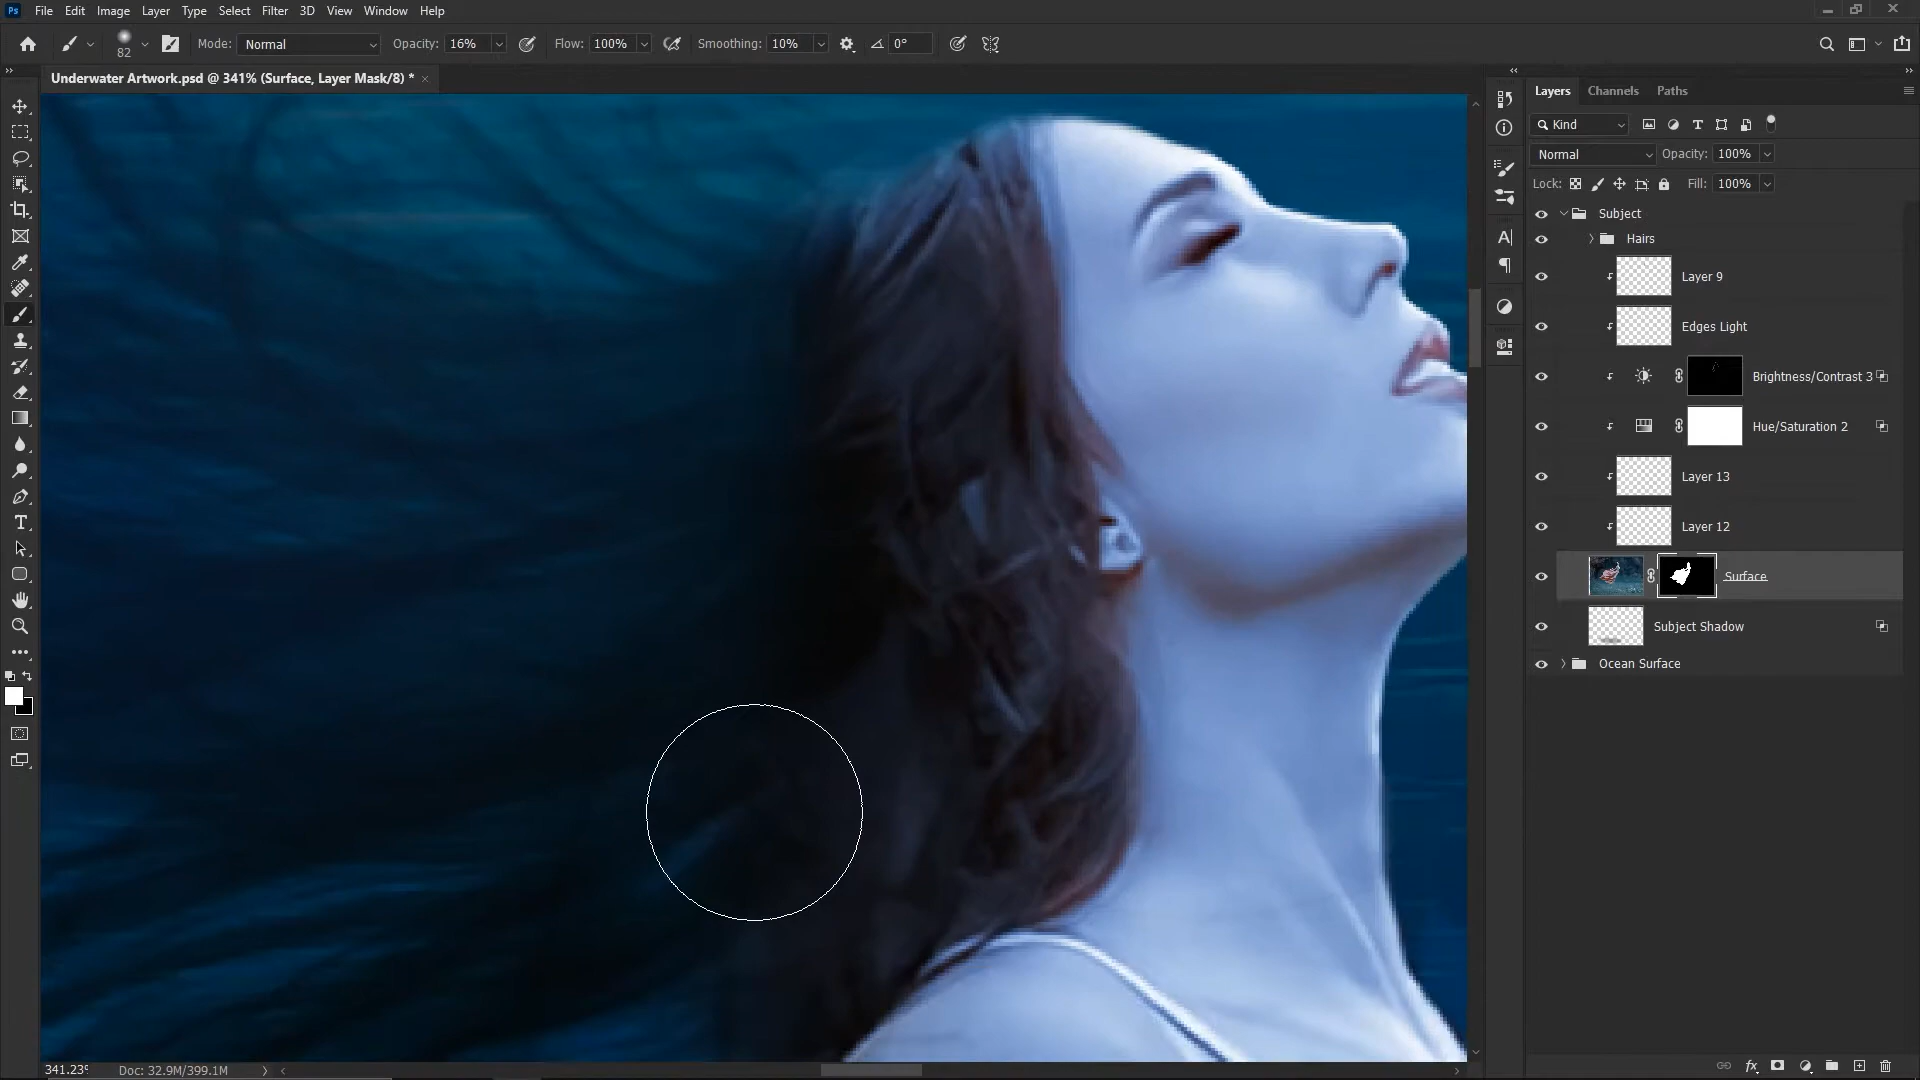 Ps File Edit Image Layer Type Select Filter 3D View Window Help
82 Mode: Normal Opacity: 16% Flow: 100% Smoothing: 10% 0°
Underwater Artwork.psd @ 341% (Surface, Layer Mask/8) * ×
Layers Channels Paths
Kind
Normal Opacity: 100%
Lock: Fill: 100%
Subject
Hairs
Layer 9
Edges Light
Brightness/Contrast 3
Hue/Saturation 2
Layer 13
Layer 12
Surface
Subject Shadow
Ocean Surface
341.23% Doc: 32.9M/399.1M